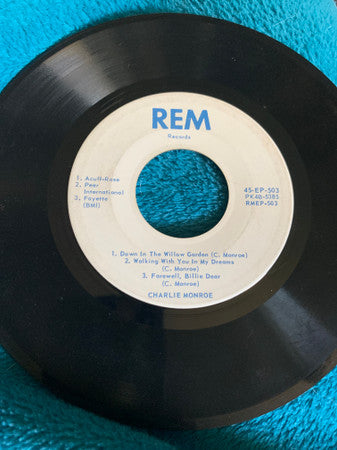 REM
Records
1. Acuff-Rose
2. Peer
International
3. Fayette
(BMI)
45-EP-503
PK4B-5385
RMEP-503
1. Down In The Willow Garden (C. Monroe)
2. Walking With You In My Dreams
(C. Monroe)
3. Farewell, Billie Dear
(C. Monroe)
CHARLIE MONROE